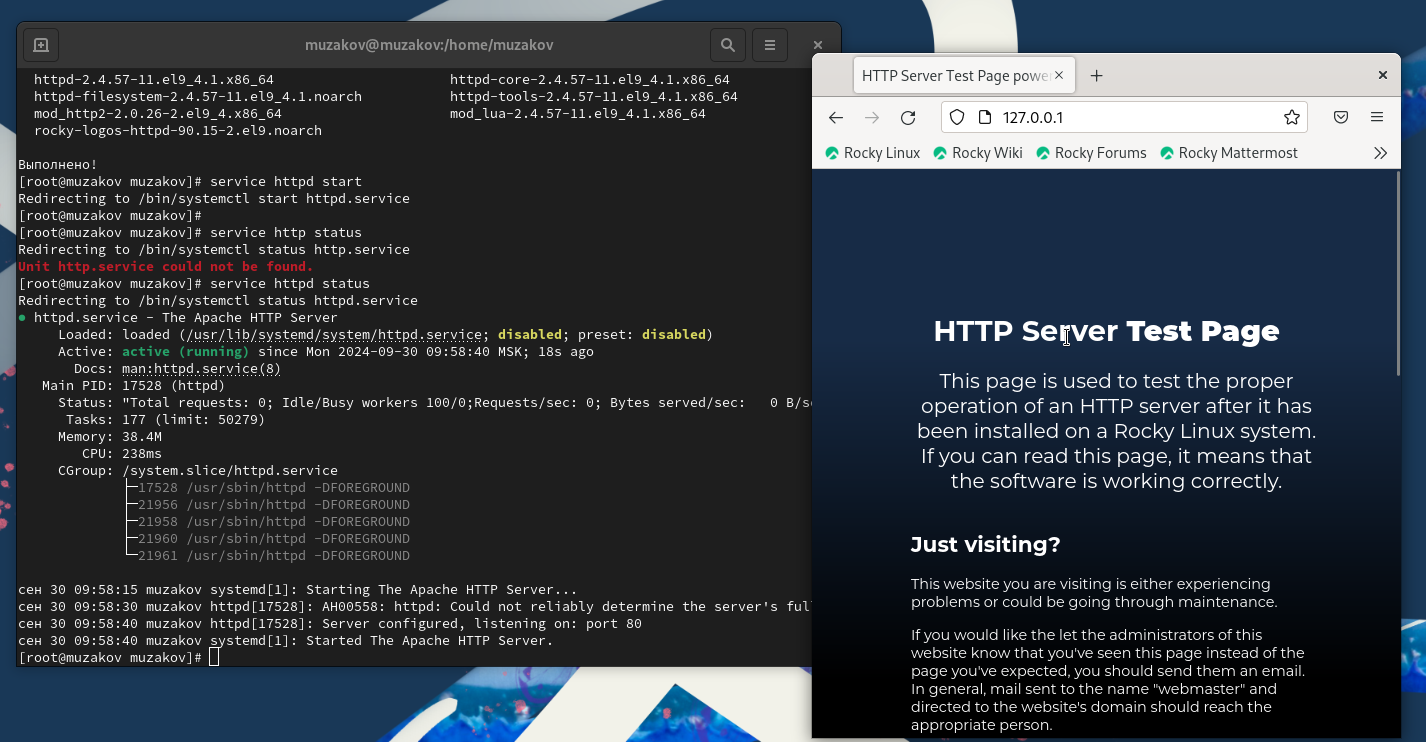 muzakov@muzakov:/home/muzakov
httpd-2.4.57-11.el9_4.1.x86_64 httpd-core-2.4.57-11.el9_4.1.x86_64
httpd-filesystem-2.4.57-11.el9_4.1.noarch httpd-tools-2.4.57-11.el9_4.1.x86_64
mod_http2-2.0.26-2.el9_4.x86_64 mod_lua-2.4.57-11.el9_4.1.x86_64
rocky-logos-httpd-90.15-2.el9.noarch
Выполнено!
[root@muzakov muzakov]# service httpd start
Redirecting to /bin/systemctl start httpd.service
[root@muzakov muzakov]#
[root@muzakov muzakov]# service http status
Redirecting to /bin/systemctl status http.service
Unit http.service could not be found.
[root@muzakov muzakov]# service httpd status
Redirecting to /bin/systemctl status httpd.service
● httpd.service - The Apache HTTP Server
Loaded: loaded (/usr/lib/systemd/system/httpd.service; disabled; preset: disabled)
Active: active (running) since Mon 2024-09-30 09:58:40 MSK; 18s ago
Docs: man:httpd.service(8)
Main PID: 17528 (httpd)
Status: "Total requests: 0; Idle/Busy workers 100/0;Requests/sec: 0; Bytes served/sec: 0 B/s
Tasks: 177 (limit: 50279)
Memory: 38.4M
CPU: 238ms
CGroup: /system.slice/httpd.service
├─17528 /usr/sbin/httpd -DFOREGROUND
├─21956 /usr/sbin/httpd -DFOREGROUND
├─21958 /usr/sbin/httpd -DFOREGROUND
├─21960 /usr/sbin/httpd -DFOREGROUND
└─21961 /usr/sbin/httpd -DFOREGROUND
сен 30 09:58:15 muzakov systemd[1]: Starting The Apache HTTP Server...
сен 30 09:58:30 muzakov httpd[17528]: AH00558: httpd: Could not reliably determine the server's ful
сен 30 09:58:40 muzakov httpd[17528]: Server configured, listening on: port 80
сен 30 09:58:40 muzakov systemd[1]: Started The Apache HTTP Server.
[root@muzakov muzakov]#
HTTP Server Test Page powe
127.0.0.1
Rocky Linux Rocky Wiki Rocky Forums Rocky Mattermost
HTTP Server Test Page
This page is used to test the proper
operation of an HTTP server after it has
been installed on a Rocky Linux system.
If you can read this page, it means that
the software is working correctly.
Just visiting?
This website you are visiting is either experiencing
problems or could be going through maintenance.
If you would like the let the administrators of this
website know that you've seen this page instead of the
page you've expected, you should send them an email.
In general, mail sent to the name "webmaster" and
directed to the website's domain should reach the
appropriate person.